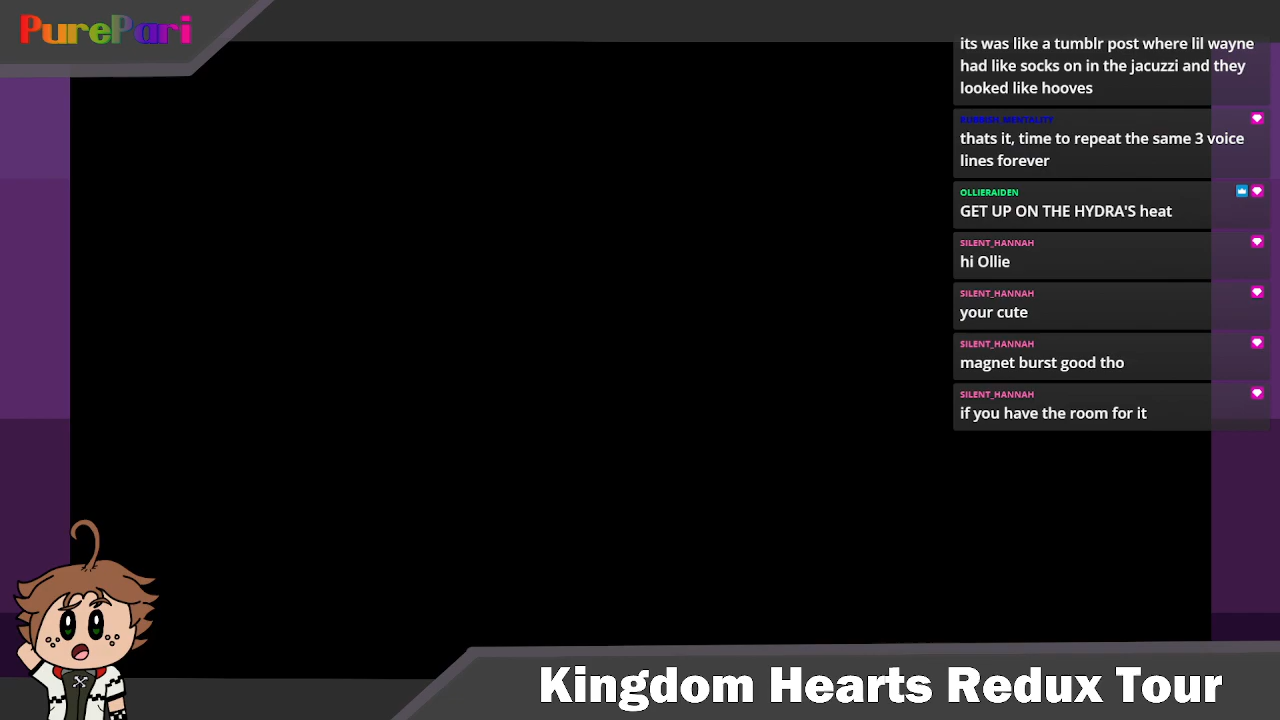 PurePari
its was like a tumblr post where lil wayne
had like socks on in the jacuzzi and they
looked like hooves
thats it, time to repeat the same 3 voice
lines forever
OLLIERAIDEN
GET UP ON THE HYDRA'S heat
SILENT_HANNAH
hi Ollie
SILENT_HANNAH
your cute
SILENT_HANNAH
magnet burst good tho
SILENT_HANNAH
if you have the room for it
Kingdom Hearts Redux Tour